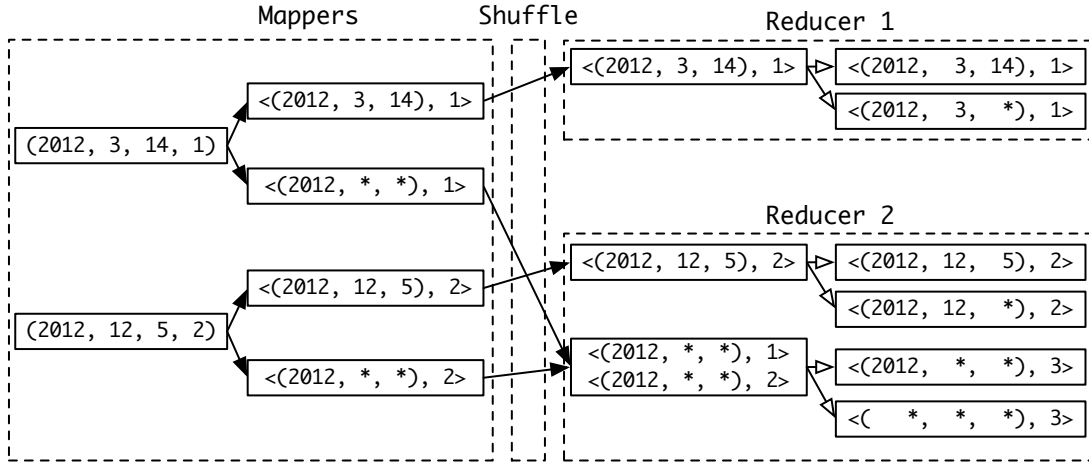 Mappers
Shuffle
Reducer 1
(2012, 3, 14, 1)
<(2012, 3, 14), 1>
<(2012, *, *), 1>
(2012, 12, 5, 2)
<(2012, 12, 5), 2>
<(2012, *, *), 2>
<(2012, 3, 14), 1>
<(2012,  3, 14), 1>
<(2012,  3,  *), 1>
Reducer 2
<(2012, 12, 5), 2>
<(2012, 12,  5), 2>
<(2012, 12,  *), 2>
<(2012, *, *), 1>
<(2012, *, *), 2>
<(2012,  *,  *), 3>
<(   *,  *,  *), 3>